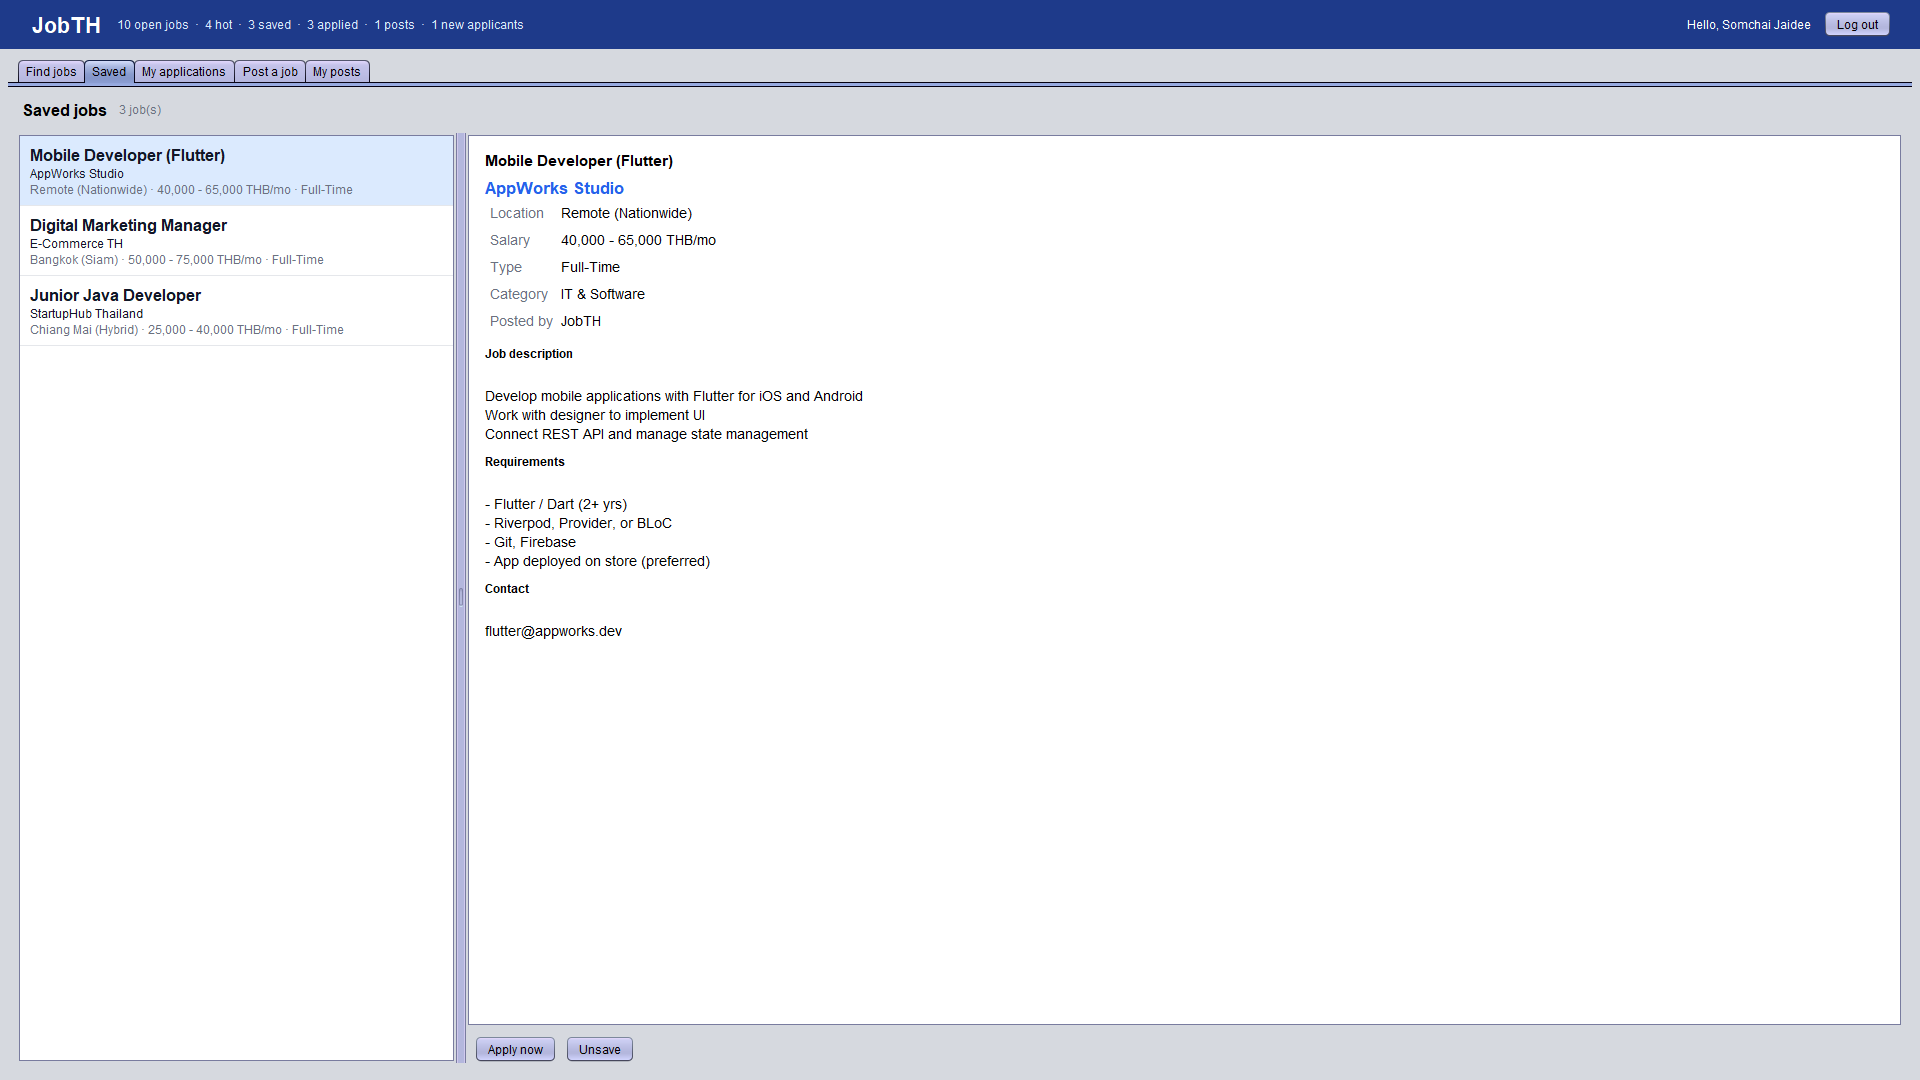 JobTH
10 open jobs · 4 hot · 3 saved · 3 applied · 1 posts · 1 new applicants
Hello, Somchai Jaidee
Log out
Find jobs
Saved
My applications
Post a job
My posts
Saved jobs
3 job(s)
Mobile Developer (Flutter)
AppWorks Studio
Remote (Nationwide) · 40,000 - 65,000 THB/mo · Full-Time
Digital Marketing Manager
E-Commerce TH
Bangkok (Siam) · 50,000 - 75,000 THB/mo · Full-Time
Junior Java Developer
StartupHub Thailand
Chiang Mai (Hybrid) · 25,000 - 40,000 THB/mo · Full-Time
Mobile Developer (Flutter)
AppWorks Studio
Location Remote (Nationwide)
Salary 40,000 - 65,000 THB/mo
Type Full-Time
Category IT & Software
Posted by JobTH
Job description
Develop mobile applications with Flutter for iOS and Android
Work with designer to implement UI
Connect REST API and manage state management
Requirements
- Flutter / Dart (2+ yrs)
- Riverpod, Provider, or BLoC
- Git, Firebase
- App deployed on store (preferred)
Contact
flutter@appworks.dev
Apply now
Unsave